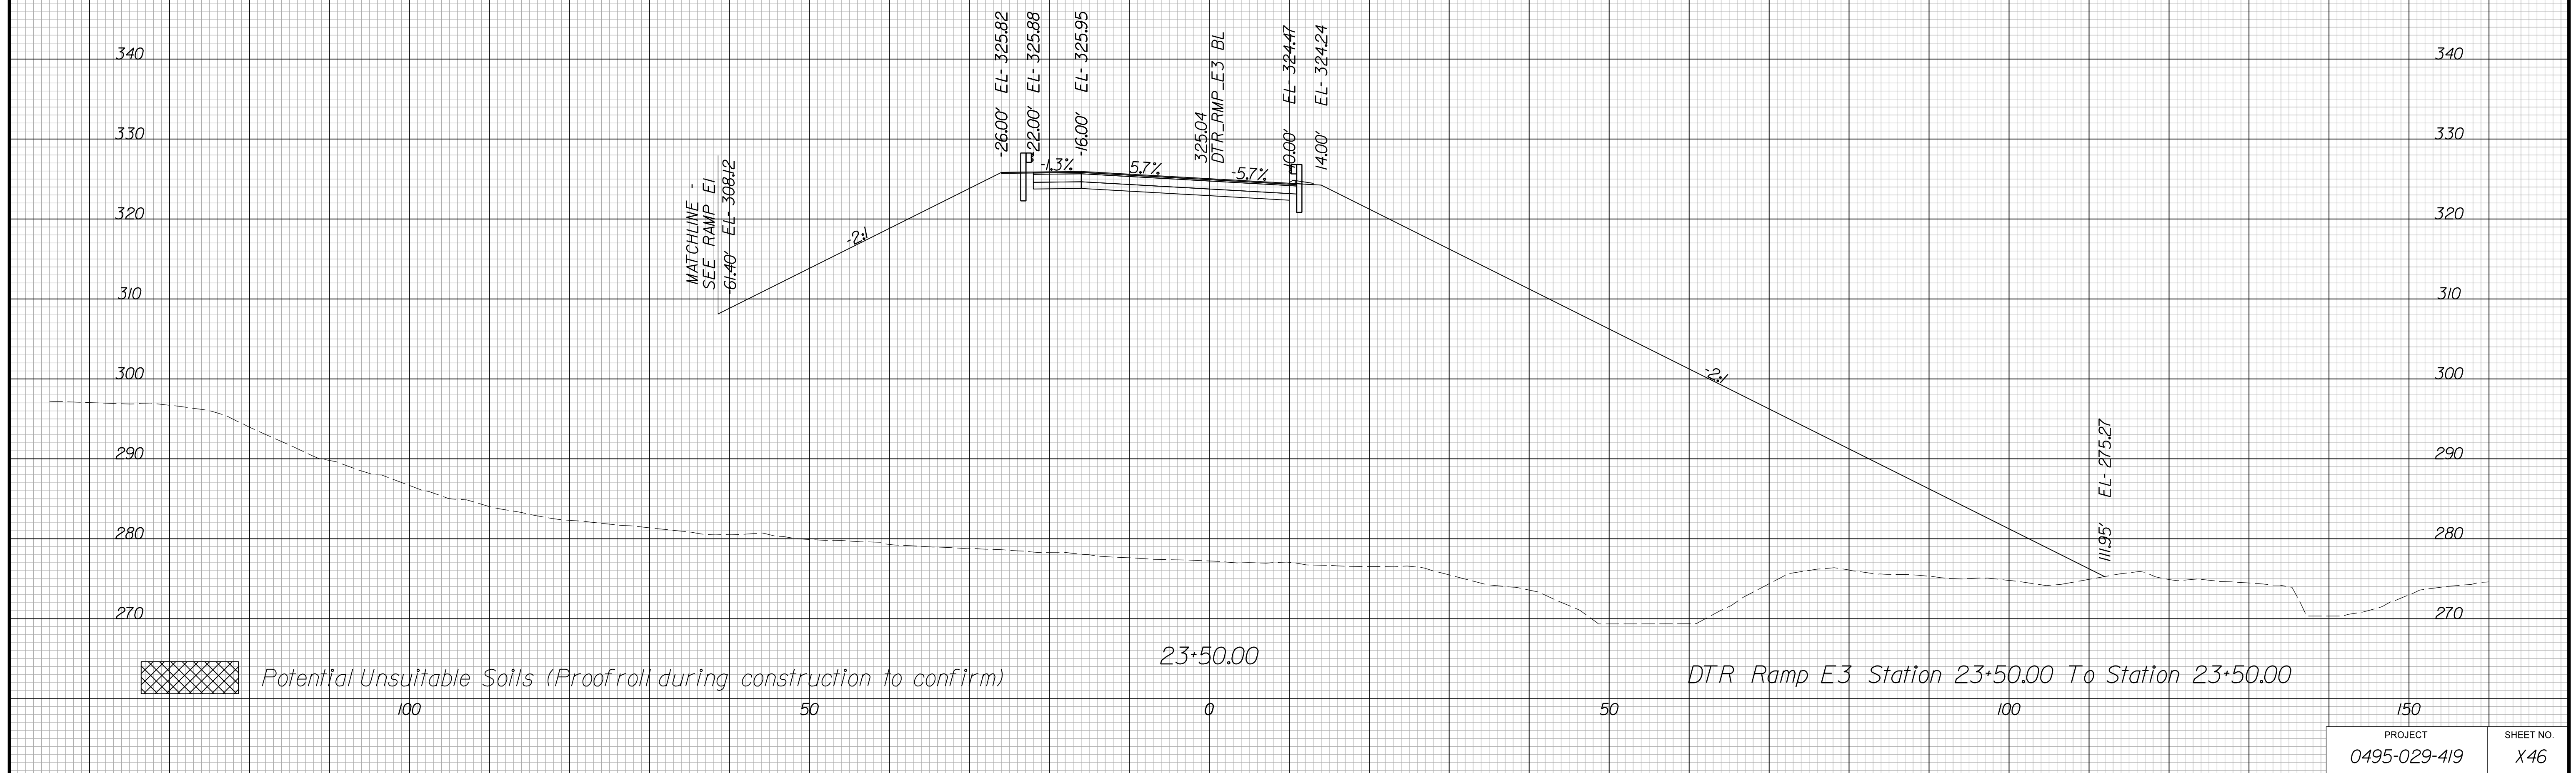 -26.00' EL- 325.82
-22.00' EL- 325.88
-16.00' EL- 325.95
325.04
DTR_RMP_E3 BL
10.00' EL- 324.47
14.00' EL- 324.24
340
340
330
330
-1.3%
5.7%
-5.7%
MATCHLINE -
SEE RAMP E1
-61.40' EL- 308.12
320
320
-2:1
310
310
300
-2:1
300
290
290
111.95' EL- 275.27
280
280
270
270
23+50.00
Potential Unsuitable Soils (Proofroll during construction to confirm)
DTR Ramp E3 Station 23+50.00 To Station 23+50.00
100
50
0
50
100
150
PROJECT
0495-029-419
SHEET NO.
X46